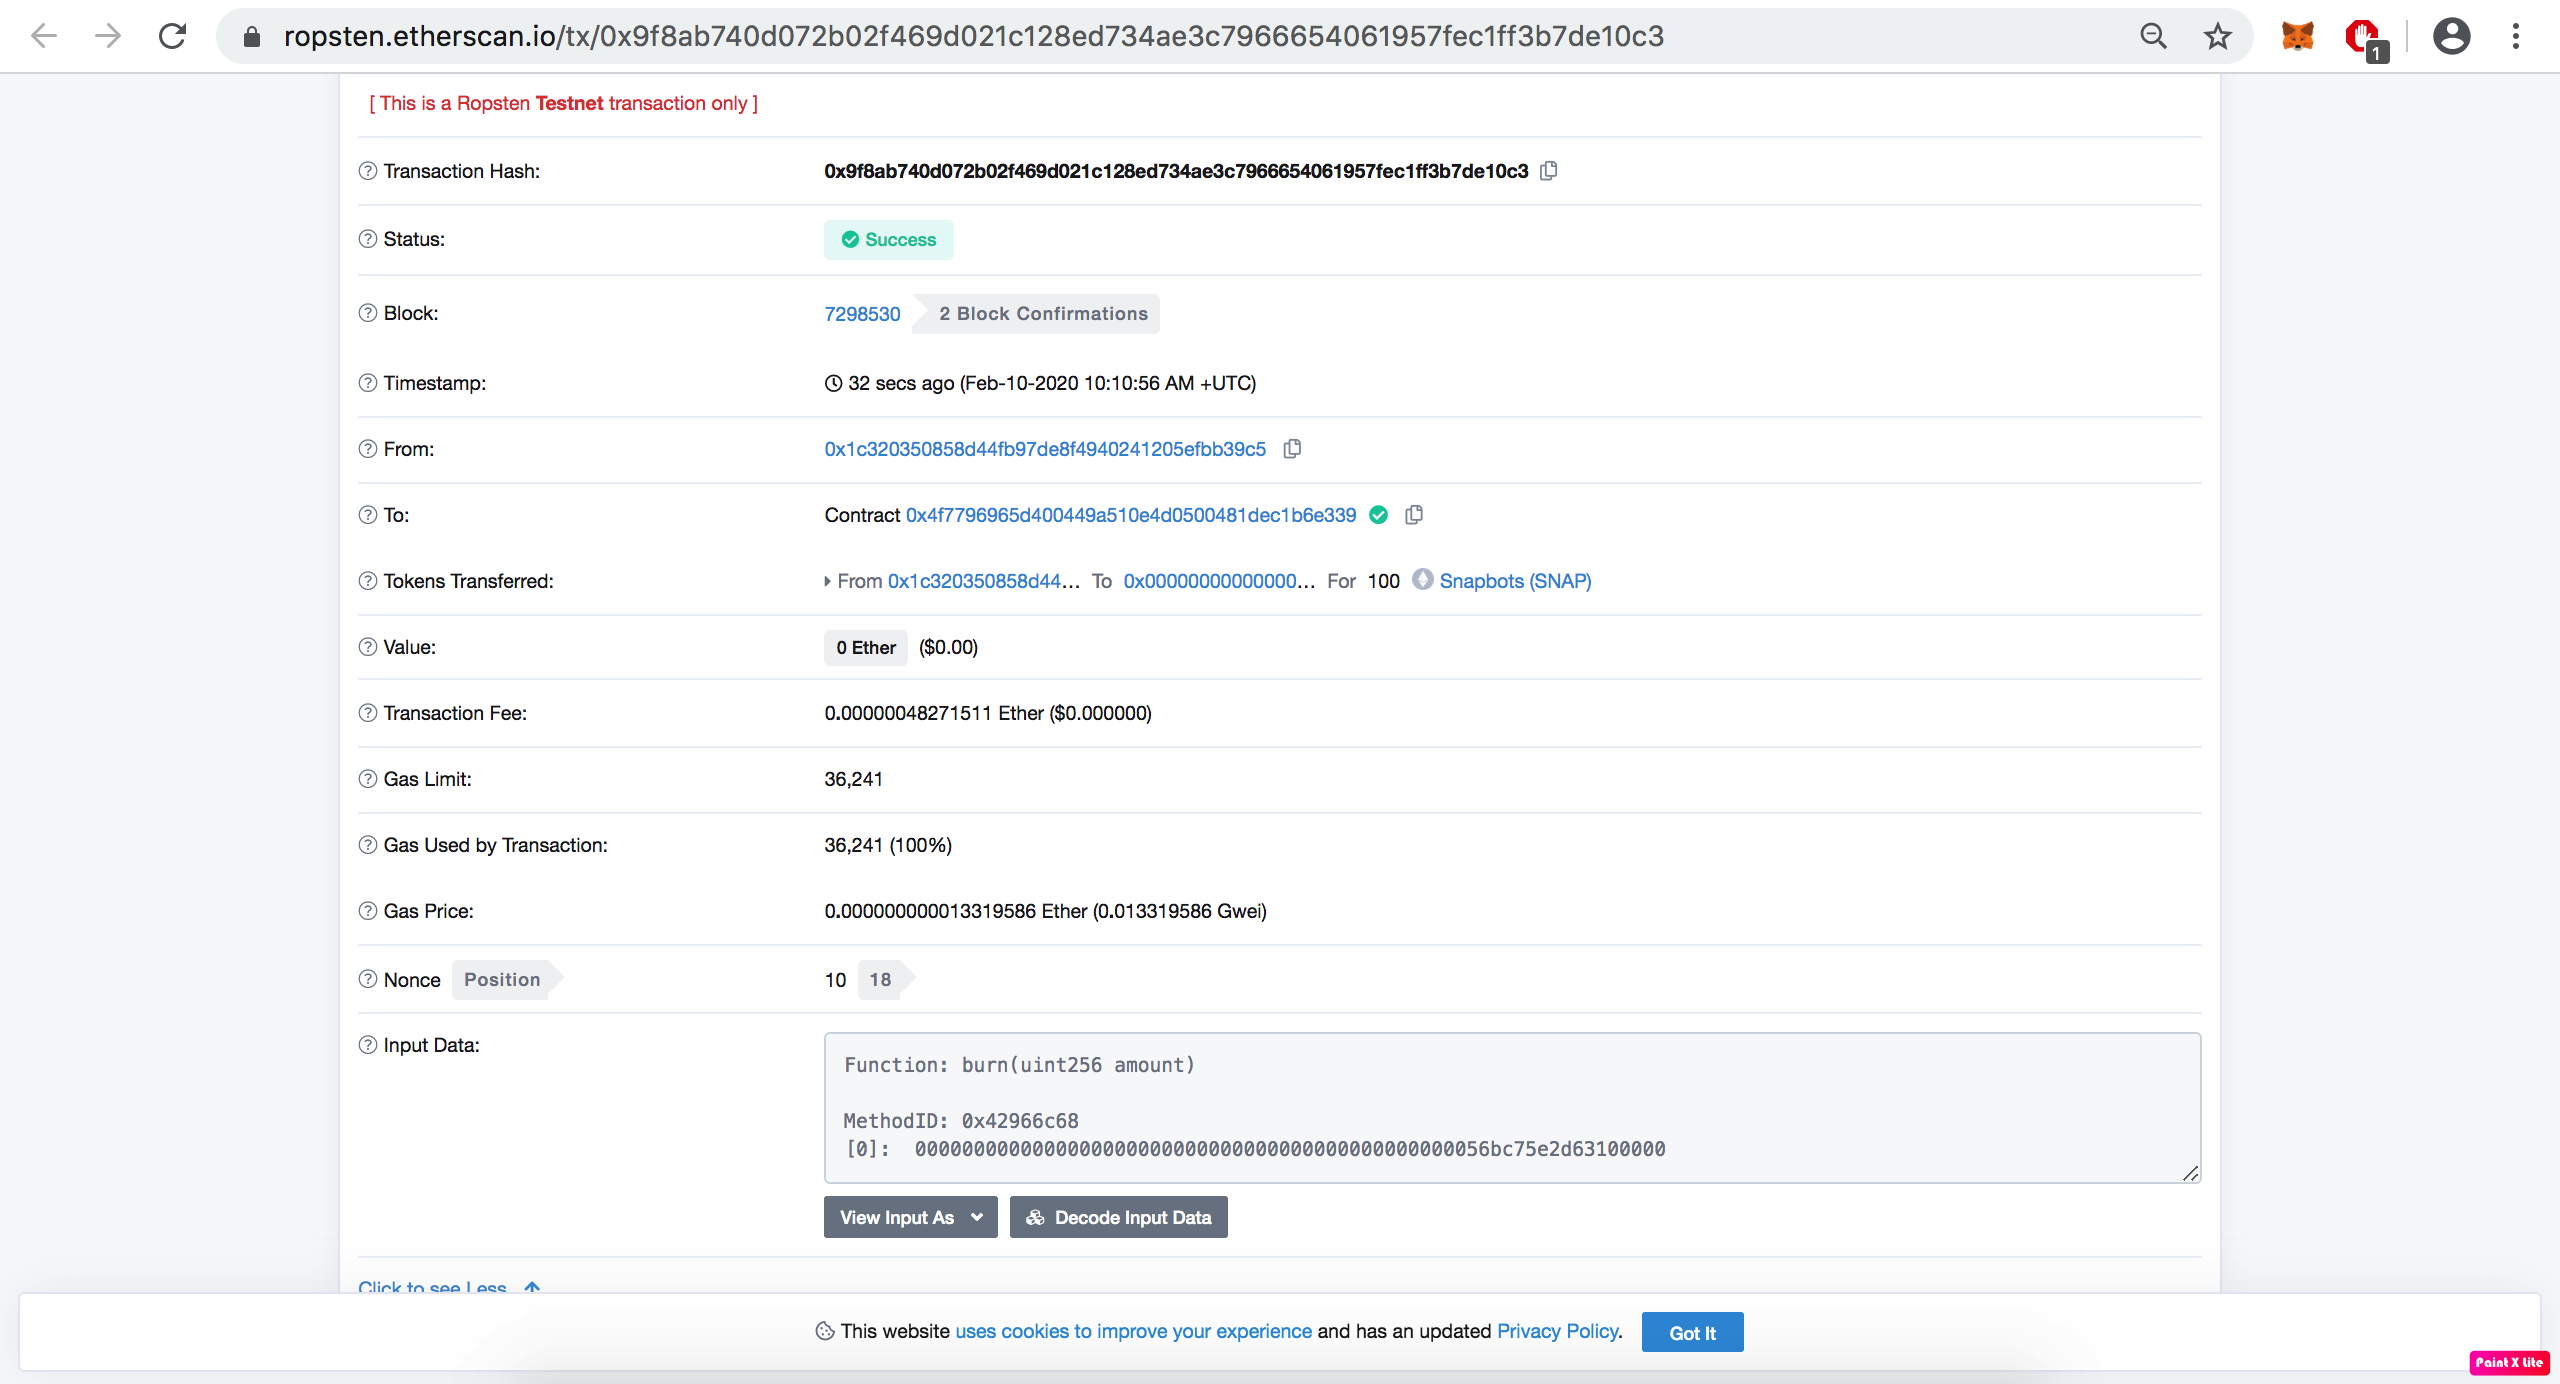 ropsten.etherscan.io/tx/0x9f8ab740d072b02f469d021c128ed734ae3c7966654061957fec1ff3b7de10c3
1
[ This is a Ropsten Testnet transaction only ]
Transaction Hash: 0x9f8ab740d072b02f469d021c128ed734ae3c7966654061957fec1ff3b7de10c3
Status: Success
Block: 7298530 2 Block Confirmations
Timestamp: 32 secs ago (Feb-10-2020 10:10:56 AM +UTC)
From: 0x1c320350858d44fb97de8f4940241205efbb39c5
To: Contract 0x4f7796965d400449a510e4d0500481dec1b6e339
Tokens Transferred: From 0x1c320350858d44... To 0x00000000000000... For 100 Snapbots (SNAP)
Value: 0 Ether ($0.00)
Transaction Fee: 0.00000048271511 Ether ($0.000000)
Gas Limit: 36,241
Gas Used by Transaction: 36,241 (100%)
Gas Price: 0.000000000013319586 Ether (0.013319586 Gwei)
Nonce Position 10 18
Input Data:
Function: burn(uint256 amount)
MethodID: 0x42966c68
[0]: 0000000000000000000000000000000000000000000000056bc75e2d63100000
View Input As Decode Input Data
Click to see Less
This website uses cookies to improve your experience and has an updated Privacy Policy. Got It
Paint X Lite